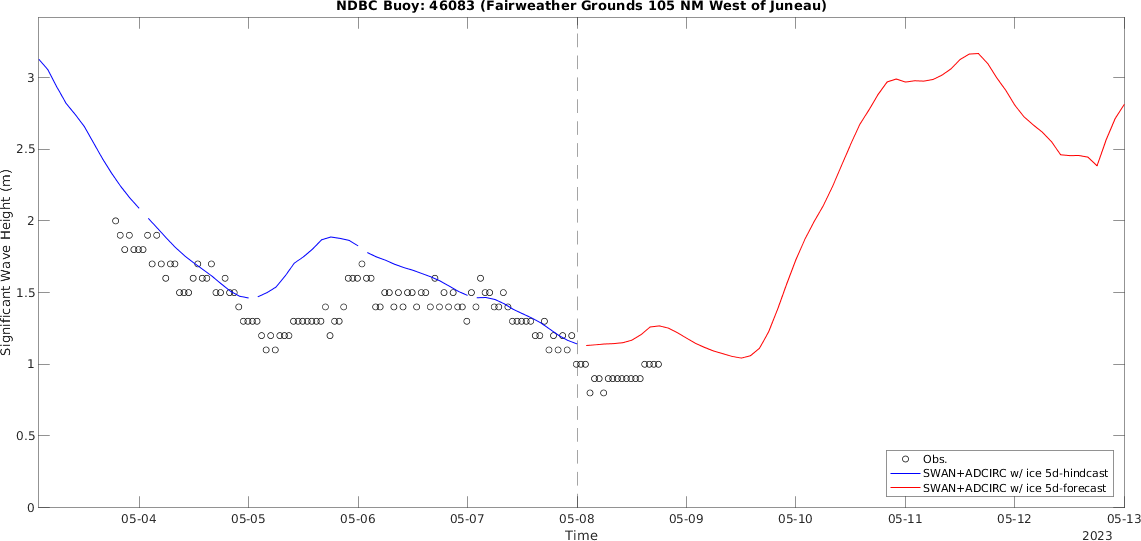 NDBC Buoy: 46083 (Fairweather Grounds 105 NM West of Juneau)
Significant Wave Height (m)
3
2.5
2
1.5
1
0.5
0
Obs.
SWAN+ADCIRC w/ ice 5d-hindcast
SWAN+ADCIRC w/ ice 5d-forecast
05-04 05-05 05-06 05-07 05-08 05-09 05-10 05-11 05-12 05-13
Time
2023